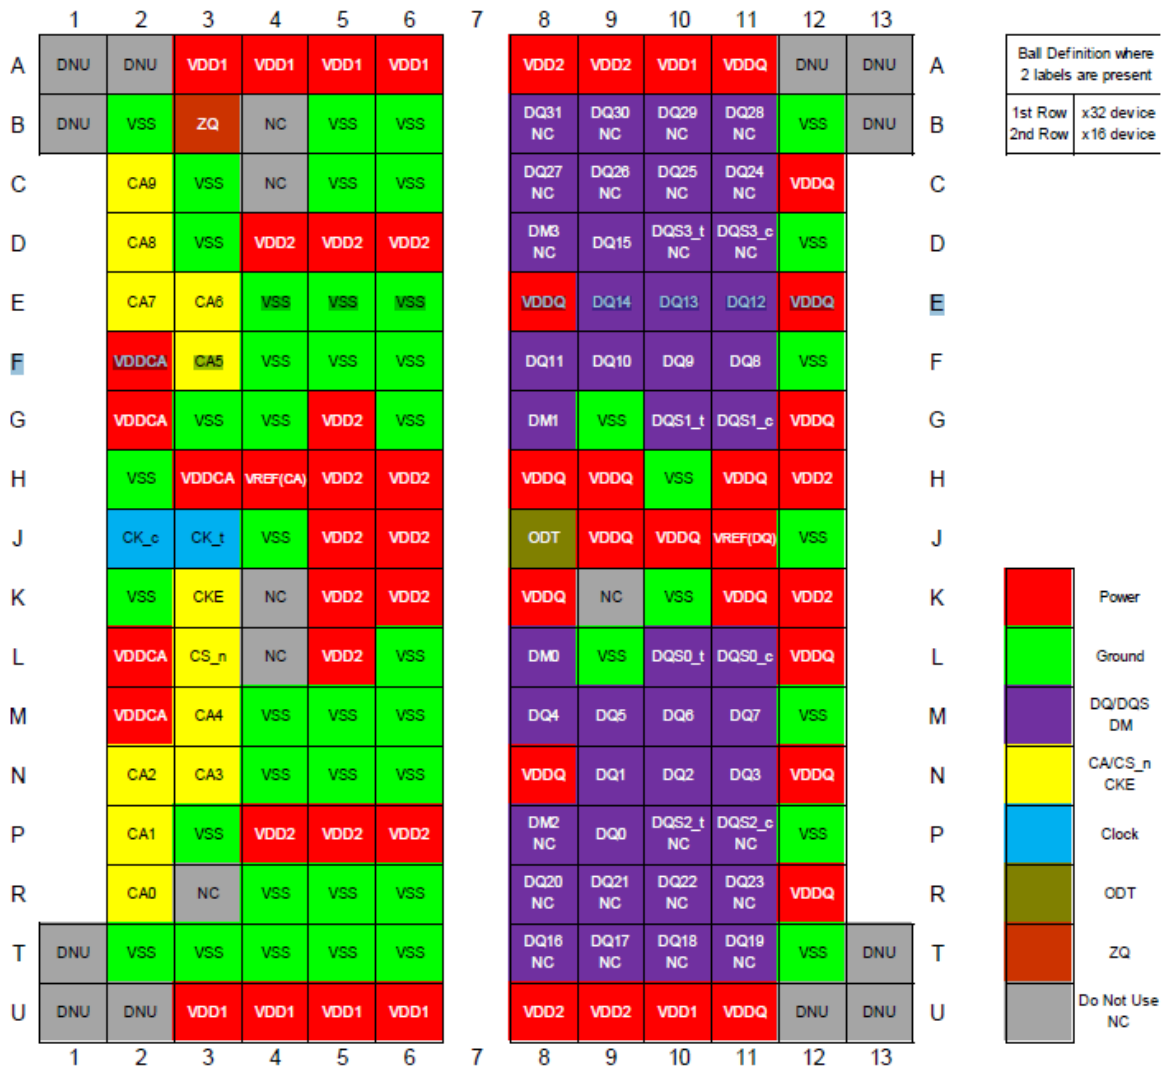 1 2 3 4 5 6 7 8 9 10 11 12 13
A DNU DNU VDD1 VDD1 VDD1 VDD1 VDD2 VDD2 VDD1 VDDQ DNU DNU A
B DNU VSS ZQ NC VSS VSS DQ31 NC DQ30 NC DQ29 NC DQ28 NC VSS DNU B
C CA9 VSS NC VSS VSS DQ27 NC DQ26 NC DQ25 NC DQ24 NC VDDQ C
D CA8 VSS VDD2 VDD2 VDD2 DM3 NC DQ15 DQS3_t NC DQS3_c NC VSS D
E CA7 CA6 VSS VSS VSS VDDQ DQ14 DQ13 DQ12 VDDQ E
F VDDCA CA5 VSS VSS VSS DQ11 DQ10 DQ9 DQ8 VSS F
G VDDCA VSS VSS VDD2 VSS DM1 VSS DQS1_t DQS1_c VDDQ G
H VSS VDDCA VREF(CA) VDD2 VDD2 VDDQ VDDQ VSS VDDQ VDD2 H
J CK_c CK_t VSS VDD2 VDD2 ODT VDDQ VDDQ VREF(DQ) VSS J
K VSS CKE NC VDD2 VDD2 VDDQ NC VSS VDDQ VDD2 K
L VDDCA CS_n NC VDD2 VSS DM0 VSS DQS0_t DQS0_c VDDQ L
M VDDCA CA4 VSS VSS VSS DQ4 DQ5 DQ6 DQ7 VSS M
N CA2 CA3 VSS VSS VSS VDDQ DQ1 DQ2 DQ3 VDDQ N
P CA1 VSS VDD2 VDD2 VDD2 DM2 NC DQ0 DQS2_t NC DQS2_c NC VSS P
R CA0 NC VSS VSS VSS DQ20 NC DQ21 NC DQ22 NC DQ23 NC VDDQ R
T DNU VSS VSS VSS VSS VSS DQ16 NC DQ17 NC DQ18 NC DQ19 NC VSS DNU T
U DNU DNU VDD1 VDD1 VDD1 VDD1 VDD2 VDD2 VDD1 VDDQ DNU DNU U
1 2 3 4 5 6 7 8 9 10 11 12 13
Ball Definition where
2 labels are present
1st Row x32 device
2nd Row x16 device
Power
Ground
DQ/DQS
DM
CA/CS_n
CKE
Clock
ODT
ZQ
Do Not Use
NC